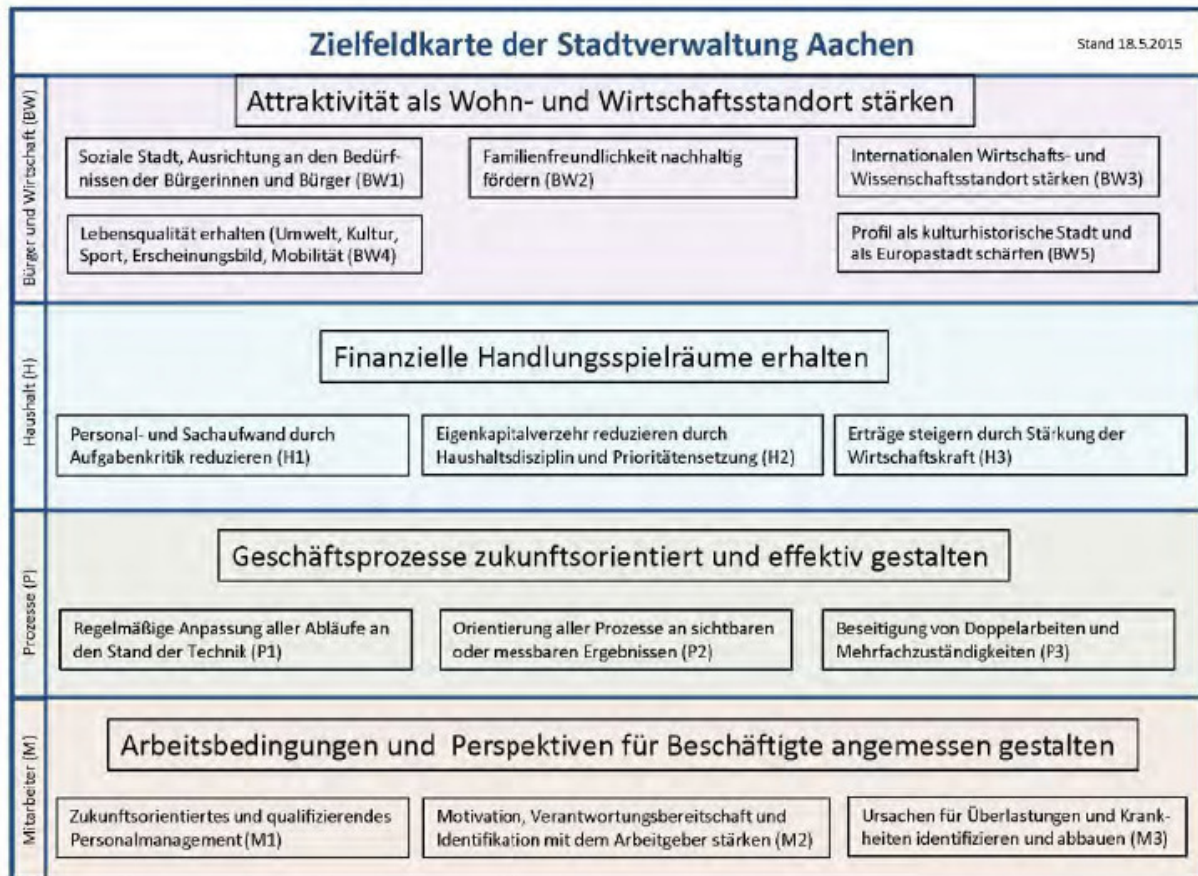 Zielfeldkarte der Stadtverwaltung Aachen
Stand 18.5.2015
Bürger und Wirtschaft (BW)
Attraktivität als Wohn- und Wirtschaftsstandort stärken
Soziale Stadt, Ausrichtung an den Bedürf-
nissen der Bürgerinnen und Bürger (BW1)
Familienfreundlichkeit nachhaltig
fördern (BW2)
Internationalen Wirtschafts- und
Wissenschaftsstandort stärken (BW3)
Lebensqualität erhalten (Umwelt, Kultur,
Sport, Erscheinungsbild, Mobilität (BW4)
Profil als kulturhistorische Stadt und
als Europastadt schärfen (BW5)
Haushalt (H)
Finanzielle Handlungsspielräume erhalten
Personal- und Sachaufwand durch
Aufgabenkritik reduzieren (H1)
Eigenkapitalverzehr reduzieren durch
Haushaltsdisziplin und Prioritätensetzung (H2)
Erträge steigern durch Stärkung der
Wirtschaftskraft (H3)
Prozesse (P)
Geschäftsprozesse zukunftsorientiert und effektiv gestalten
Regelmäßige Anpassung aller Abläufe an
den Stand der Technik (P1)
Orientierung aller Prozesse an sichtbaren
oder messbaren Ergebnissen (P2)
Beseitigung von Doppelarbeiten und
Mehrfachzuständigkeiten (P3)
Mitarbeiter (M)
Arbeitsbedingungen und Perspektiven für Beschäftigte angemessen gestalten
Zukunftsorientiertes und qualifizierendes
Personalmanagement (M1)
Motivation, Verantwortungsbereitschaft und
Identifikation mit dem Arbeitgeber stärken (M2)
Ursachen für Überlastungen und Krank-
heiten identifizieren und abbauen (M3)